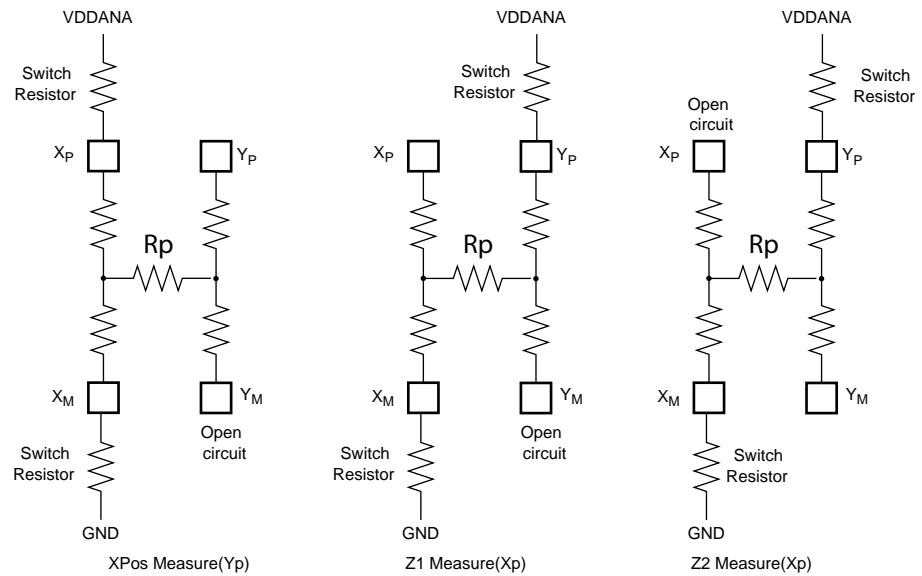 VDDANA
Switch
Resistor
XP
YP
Rp
XM
YM
Open
circuit
Switch
Resistor
GND
XPos Measure(Yp)
VDDANA
Switch
Resistor
XP
YP
Rp
XM
YM
Open
circuit
Switch
Resistor
GND
Z1 Measure(Xp)
VDDANA
Switch
Resistor
Open
circuit
XP
YP
Rp
XM
YM
Switch
Resistor
GND
Z2 Measure(Xp)